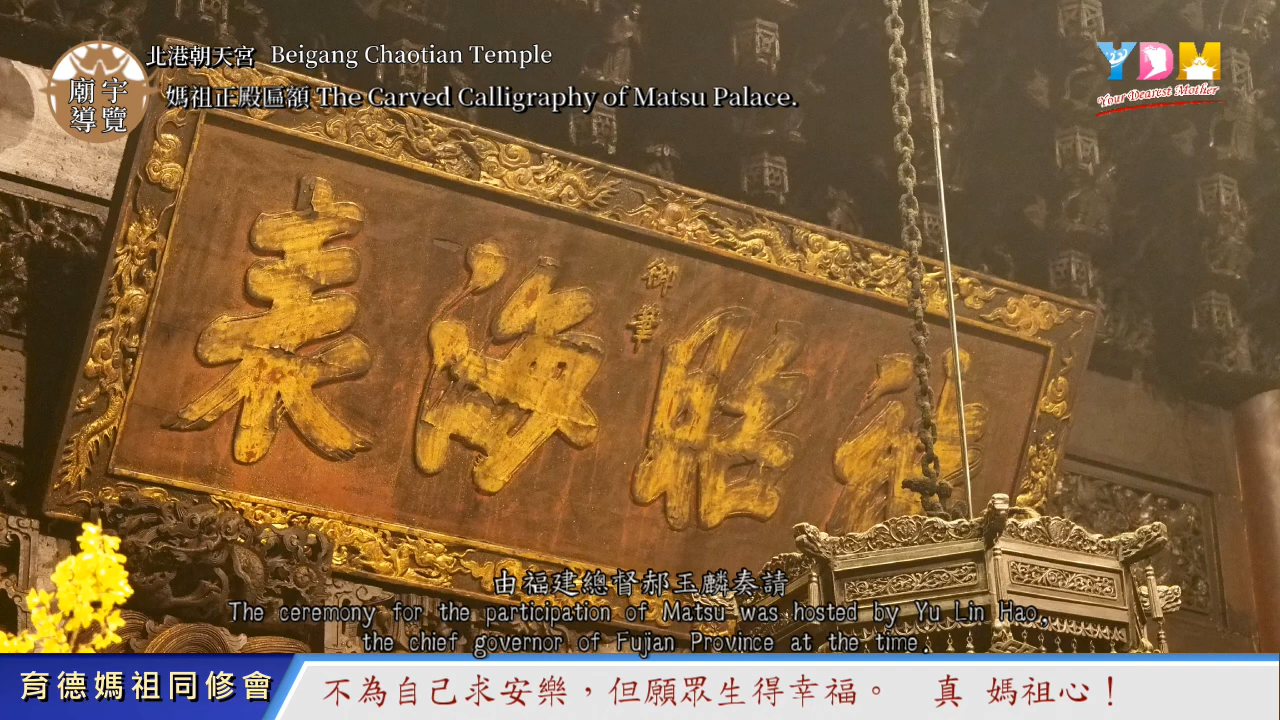 北港朝天宮 Beigang Chaotian Temple
廟宇
導覽
媽祖正殿匾額 The Carved Calligraphy of Matsu Palace.
YDM
Your Dearest Mother
御筆
神昭海表
由福建總督郝玉麟奏請
The ceremony for the participation of Matsu was hosted by Yu Lin Hao,
the chief governor of Fujian Province at the time.
育德媽祖同修會
不為自己求安樂，但願眾生得幸福。 真 媽祖心！